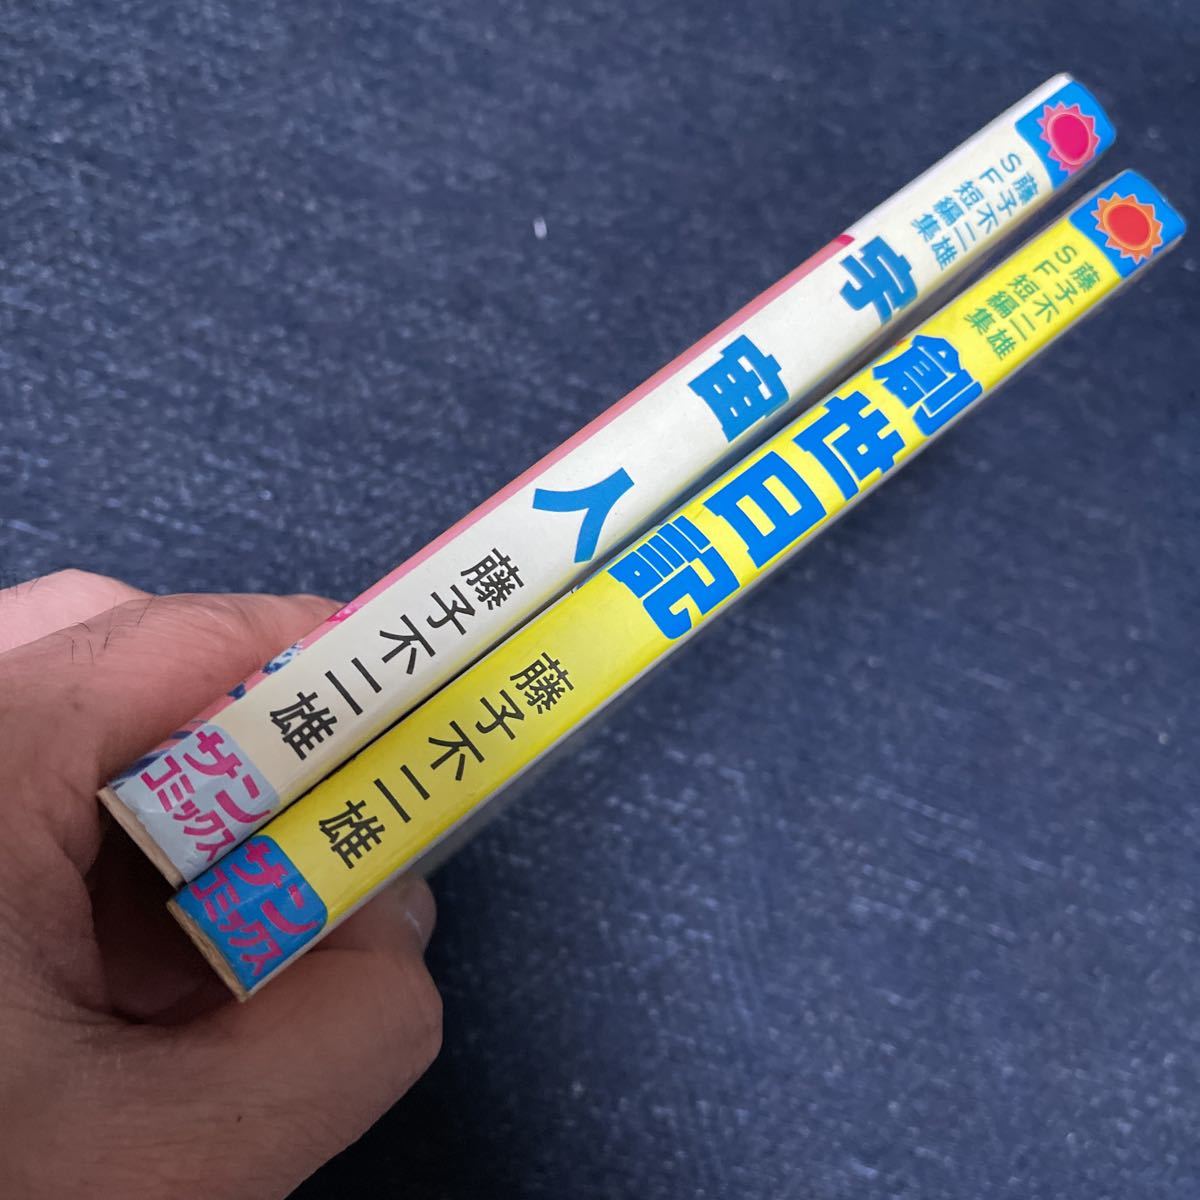 藤子不二雄
SF短編集
宇宙人
藤子不二雄
サン
コミックス
藤子不二雄
SF短編集
創世日記
藤子不二雄
サン
コミックス